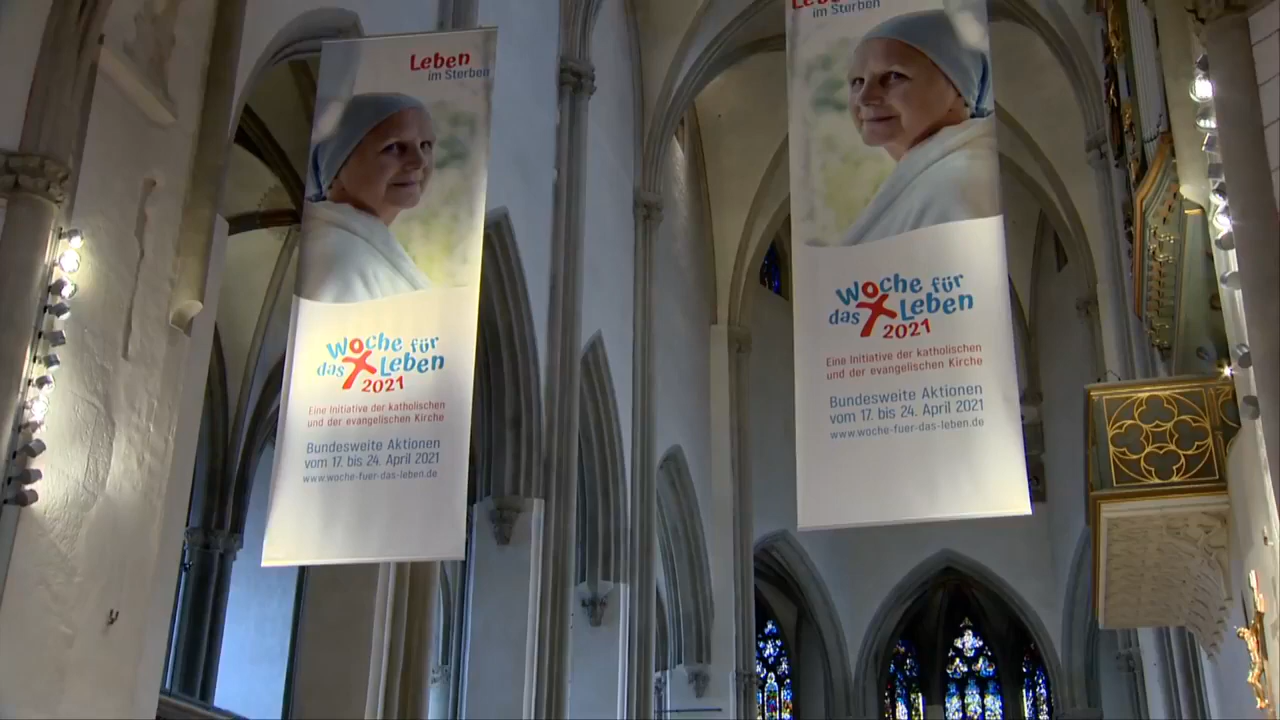 Leben
im Sterben
Woche für
das Leben
2021
Eine Initiative der katholischen
und der evangelischen Kirche
Bundesweite Aktionen
vom 17. bis 24. April 2021
www.woche-fuer-das-leben.de
Leben
im Sterben
Woche für
das Leben
2021
Eine Initiative der katholischen
und der evangelischen Kirche
Bundesweite Aktionen
vom 17. bis 24. April 2021
www.woche-fuer-das-leben.de